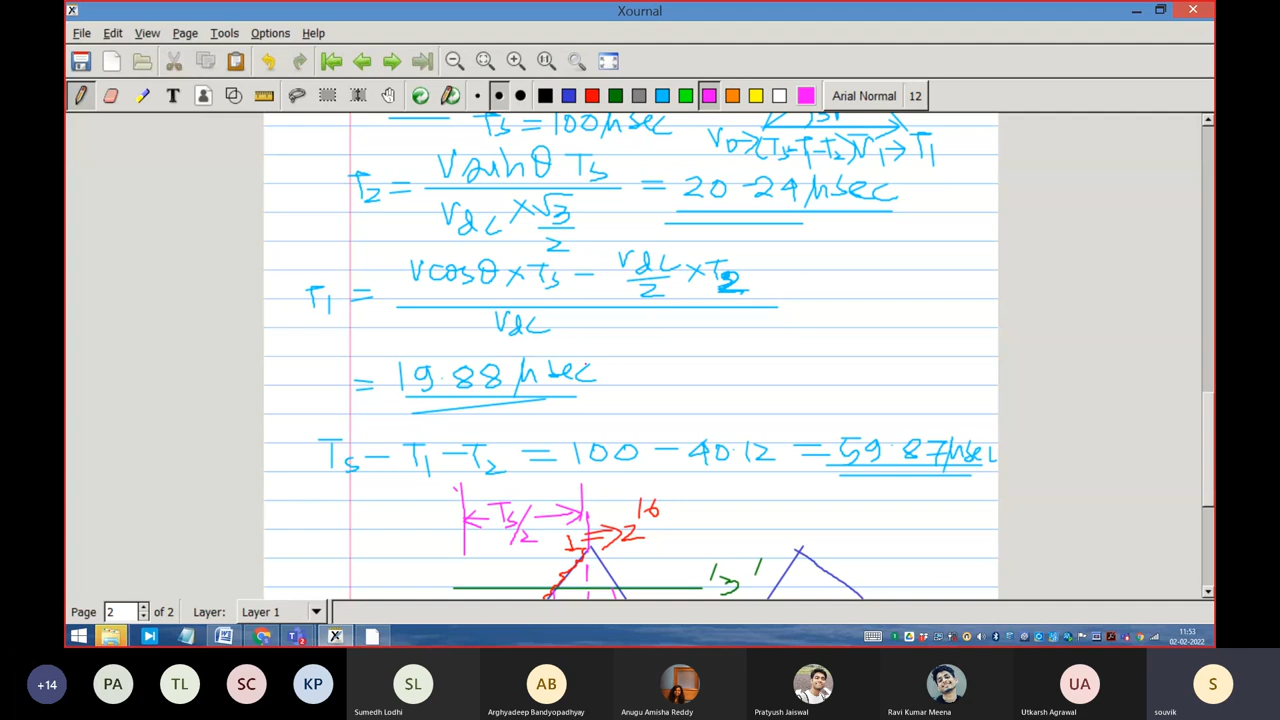 Xournal
File Edit View Page Tools Options Help
Arial Normal 12
Ts = 100 μsec
V0→(Ts-T1-T2) V1→T1
T2 = V sinθ Ts / Vdc × √3/2 = 20.24 μsec
T1 = Vcosθ × Ts − Vdc/2 × T2 / Vdc
= 19.88 μsec
Ts − T1 − T2 = 100 − 40.12 = 59.87 μsec
Ts/2
1 ⇒ 2^16
Page 2 of 2 Layer: Layer 1
11:53
02-02-2022
+14 PA TL SC KP SL AB UA S
Sumedh Lodhi Arghyadeep Bandyopadhyay Anugu Amisha Reddy Pratyush Jaiswal Ravi Kumar Meena Utkarsh Agrawal souvik